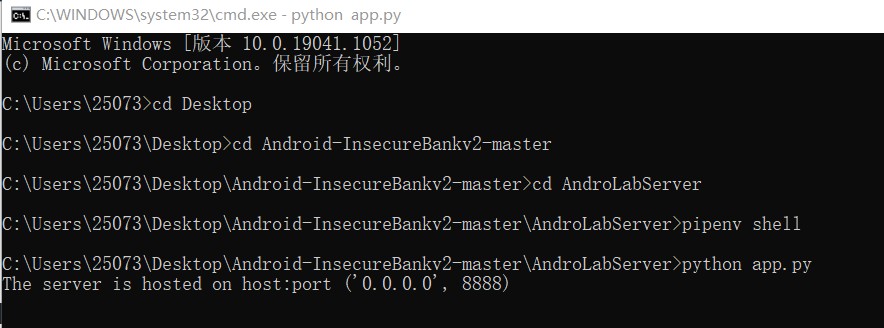 C:\WINDOWS\system32\cmd.exe - python app.py
Microsoft Windows [版本 10.0.19041.1052]
(c) Microsoft Corporation。保留所有权利。
C:\Users\25073>cd Desktop
C:\Users\25073\Desktop>cd Android-InsecureBankv2-master
C:\Users\25073\Desktop\Android-InsecureBankv2-master>cd AndroLabServer
C:\Users\25073\Desktop\Android-InsecureBankv2-master\AndroLabServer>pipenv shell
C:\Users\25073\Desktop\Android-InsecureBankv2-master\AndroLabServer>python app.py
The server is hosted on host:port ('0.0.0.0', 8888)